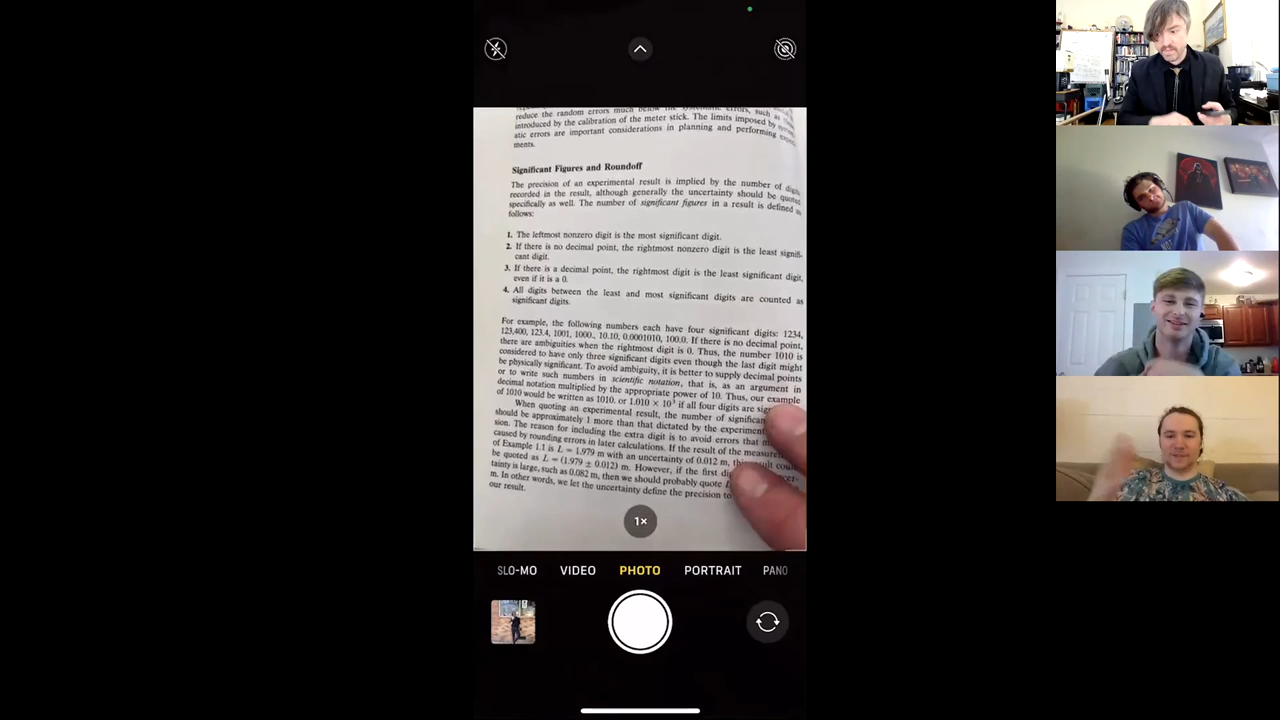 reduce the random errors much below the systematic errors, such as
introduced by the calibration of the meter stick. The limits imposed by
atic errors are important considerations in planning and performing
ments.
Significant Figures and Roundoff
The precision of an experimental result is implied by the number of
recorded in the result, although generally the uncertainty should be quoted
specifically as well. The number of significant figures in a result is defined as
follows:
1. The leftmost nonzero digit is the most significant digit.
2. If there is no decimal point, the rightmost nonzero digit is the least signifi-
cant digit.
3. If there is a decimal point, the rightmost digit is the least significant digit,
even if it is a 0.
4. All digits between the least and most significant digits are counted as
significant digits.
For example, the following numbers each have four significant digits: 1234,
123,400, 123.4, 1001, 1000., 10.10, 0.0001010, 100.0. If there is no decimal point,
there are ambiguities when the rightmost digit is 0. Thus, the number 1010 is
considered to have only three significant digits even though the last digit might
be physically significant. To avoid ambiguity, it is better to supply decimal points
or to write such numbers in scientific notation, that is, as an argument in
decimal notation multiplied by the appropriate power of 10. Thus, our example
of 1010 would be written as 1010. or 1.010 × 10³ if all four digits are
When quoting an experimental result, the number of
should be approximately 1 more than that dictated by the
sion. The reason for including the extra digit is to avoid errors that
caused by rounding errors in later calculations. If the result of the
of Example 1.1 is L = 1.979 m with an uncertainty of 0.012 m,
be quoted as L = (1.979 ± 0.012) m. However, if the first
tainty is large, such as 0.082 m, then we should probably quote
m. In other words, we let the uncertainty define the precision to
our result.
1×
SLO-MO VIDEO PHOTO PORTRAIT PANO